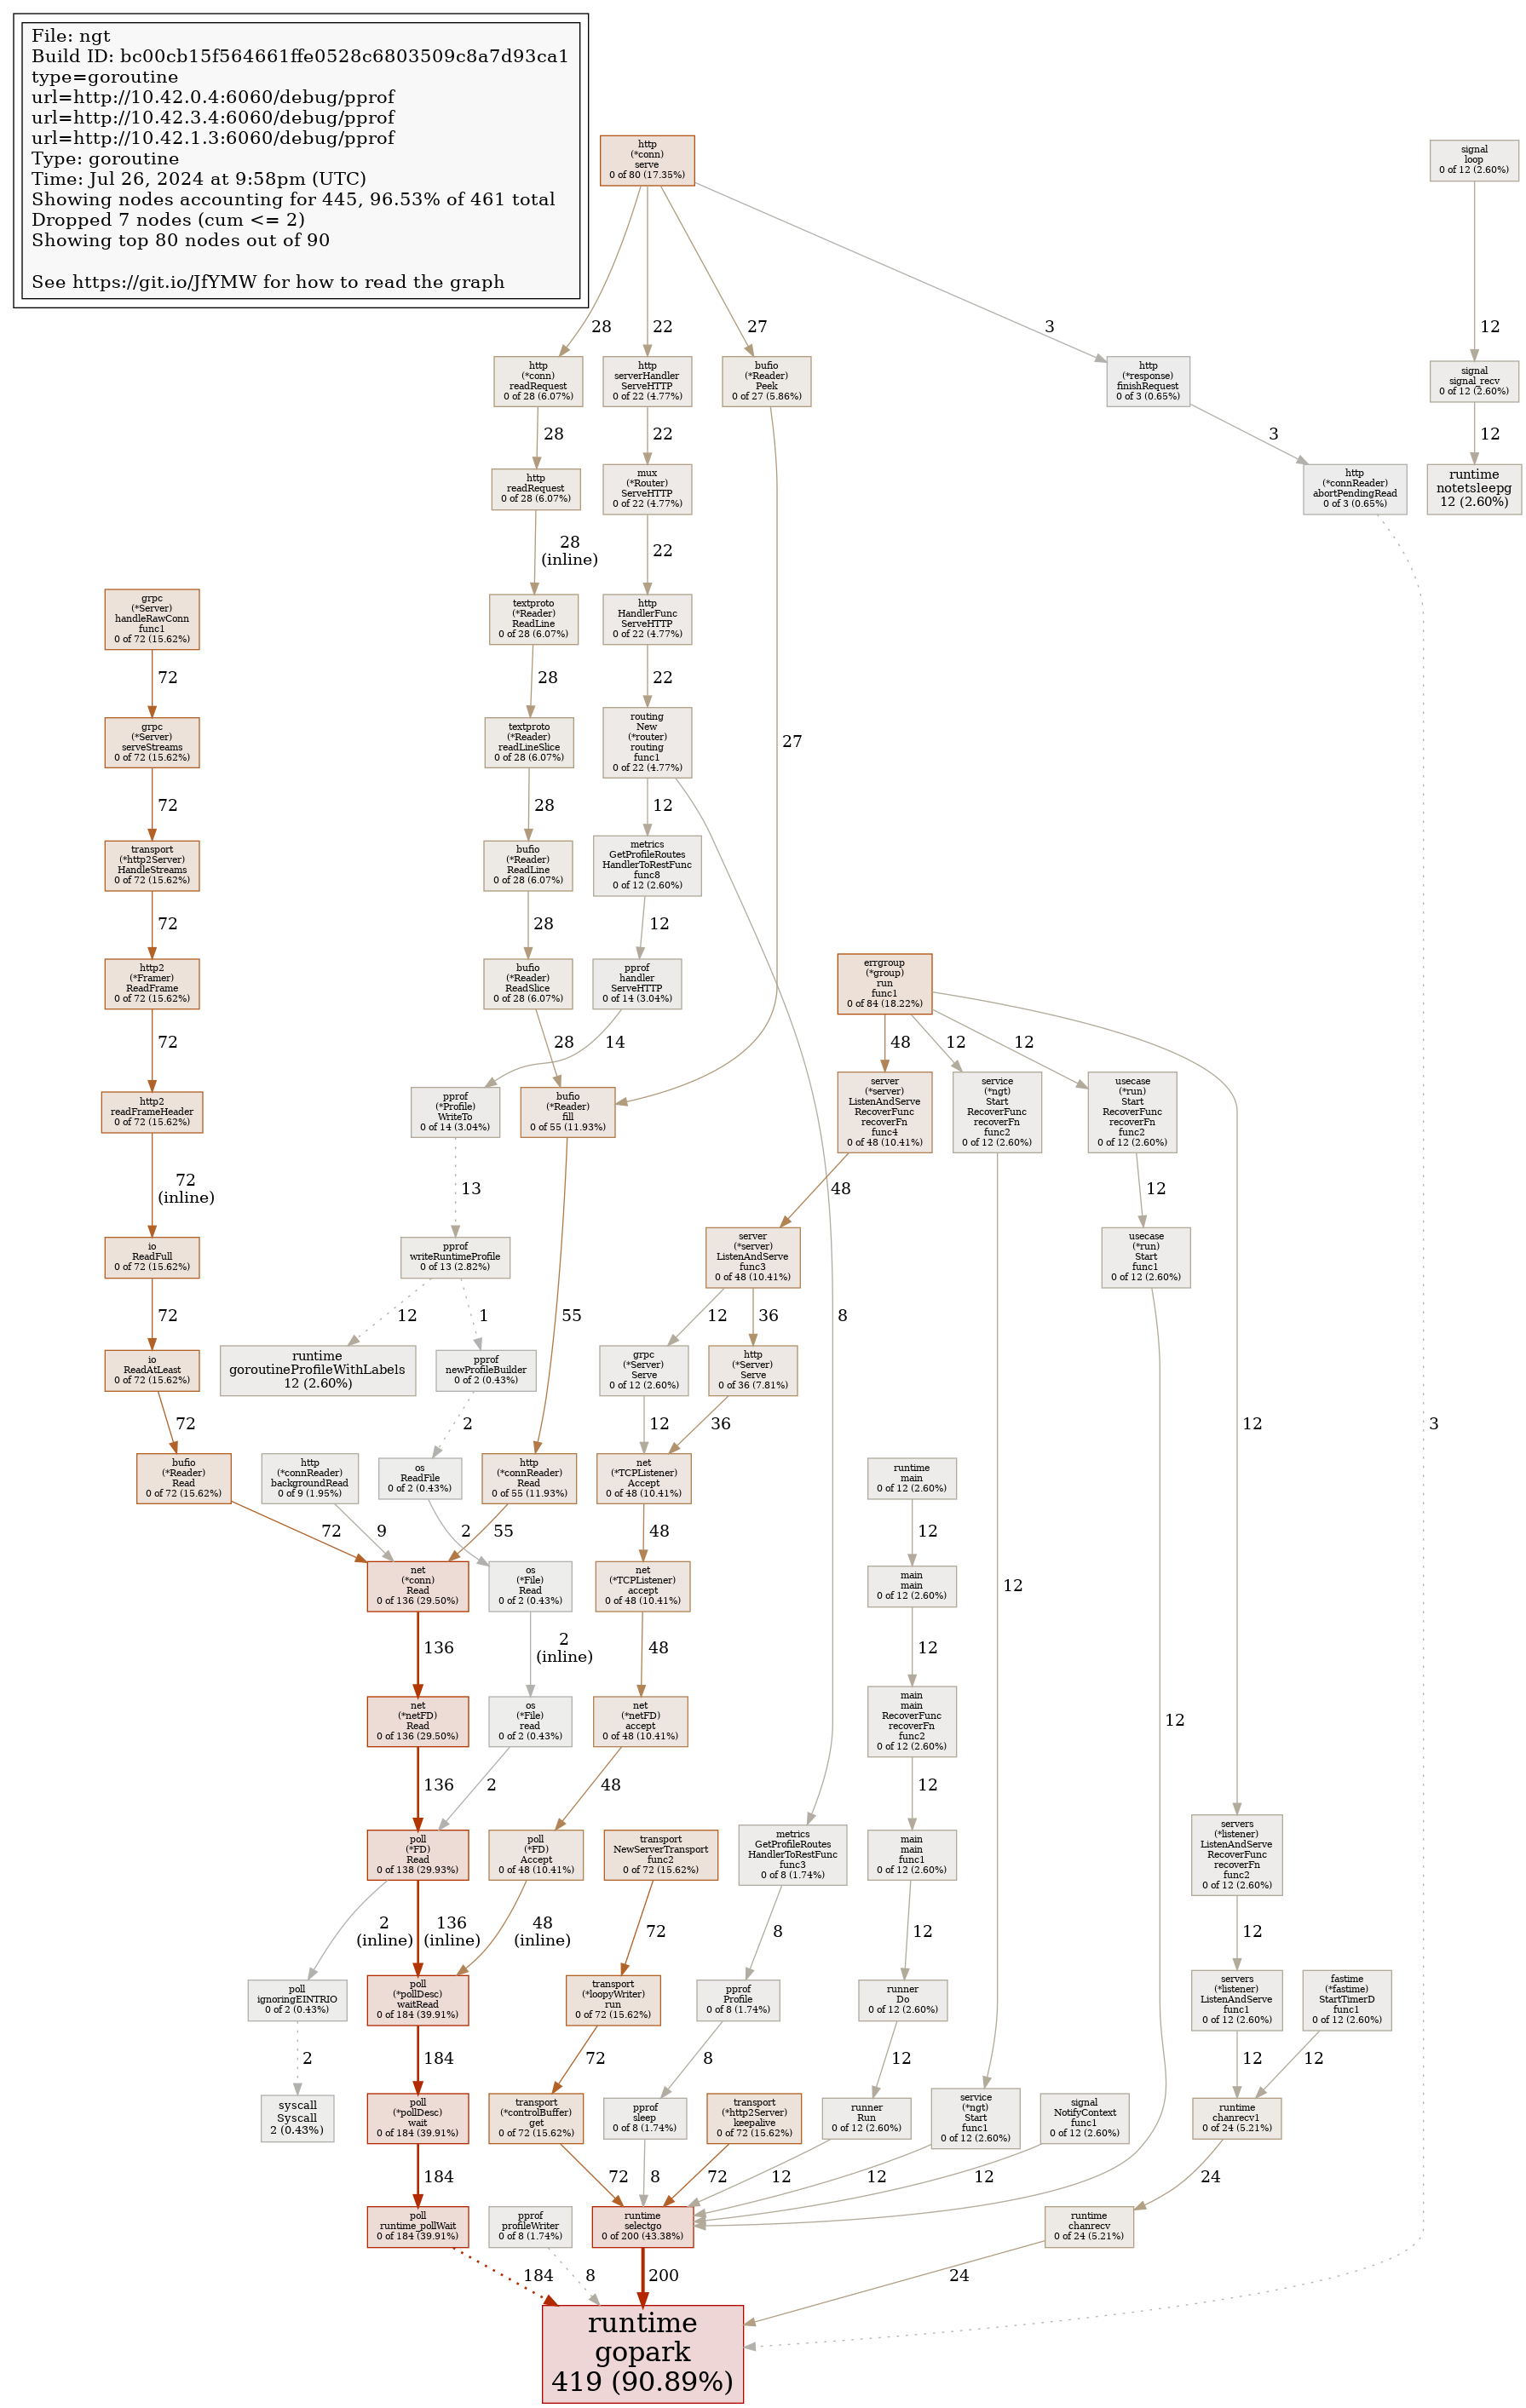 File: ngt
Build ID: bc00cb15f564661ffe0528c6803509c8a7d93ca1
type=goroutine
url=http://10.42.0.4:6060/debug/pprof
url=http://10.42.3.4:6060/debug/pprof
url=http://10.42.1.3:6060/debug/pprof
Type: goroutine
Time: Jul 26, 2024 at 9:58pm (UTC)
Showing nodes accounting for 445, 96.53% of 461 total
Dropped 7 nodes (cum <= 2)
Showing top 80 nodes out of 90
See https://git.io/JfYMW for how to read the graph
http
(*conn)
serve
0 of 80 (17.35%)
signal
loop
0 of 12 (2.60%)
28
22
27
3
12
http
(*conn)
readRequest
0 of 28 (6.07%)
http
serverHandler
ServeHTTP
0 of 22 (4.77%)
bufio
(*Reader)
Peek
0 of 27 (5.86%)
http
(*response)
finishRequest
0 of 3 (0.65%)
signal
signal_recv
0 of 12 (2.60%)
28
22
3
12
http
readRequest
0 of 28 (6.07%)
mux
(*Router)
ServeHTTP
0 of 22 (4.77%)
http
(*connReader)
abortPendingRead
0 of 3 (0.65%)
runtime
notetsleepg
12 (2.60%)
28
(inline)
22
grpc
(*Server)
handleRawConn
func1
0 of 72 (15.62%)
textproto
(*Reader)
ReadLine
0 of 28 (6.07%)
http
HandlerFunc
ServeHTTP
0 of 22 (4.77%)
72
28
22
grpc
(*Server)
serveStreams
0 of 72 (15.62%)
textproto
(*Reader)
readLineSlice
0 of 28 (6.07%)
routing
New
(*router)
routing
func1
0 of 22 (4.77%)
27
72
28
12
transport
(*http2Server)
HandleStreams
0 of 72 (15.62%)
bufio
(*Reader)
ReadLine
0 of 28 (6.07%)
metrics
GetProfileRoutes
HandlerToRestFunc
func8
0 of 12 (2.60%)
72
28
12
http2
(*Framer)
ReadFrame
0 of 72 (15.62%)
bufio
(*Reader)
ReadSlice
0 of 28 (6.07%)
pprof
handler
ServeHTTP
0 of 14 (3.04%)
errgroup
(*group)
run
func1
0 of 84 (18.22%)
72
28
14
48
12
12
http2
readFrameHeader
0 of 72 (15.62%)
pprof
(*Profile)
WriteTo
0 of 14 (3.04%)
bufio
(*Reader)
fill
0 of 55 (11.93%)
server
(*server)
ListenAndServe
RecoverFunc
recoverFn
func4
0 of 48 (10.41%)
service
(*ngt)
Start
RecoverFunc
recoverFn
func2
0 of 12 (2.60%)
usecase
(*run)
Start
RecoverFunc
recoverFn
func2
0 of 12 (2.60%)
72
(inline)
13
48
12
io
ReadFull
0 of 72 (15.62%)
pprof
writeRuntimeProfile
0 of 13 (2.82%)
server
(*server)
ListenAndServe
func3
0 of 48 (10.41%)
usecase
(*run)
Start
func1
0 of 12 (2.60%)
72
12
1
55
12
36
8
io
ReadAtLeast
0 of 72 (15.62%)
runtime
goroutineProfileWithLabels
12 (2.60%)
pprof
newProfileBuilder
0 of 2 (0.43%)
grpc
(*Server)
Serve
0 of 12 (2.60%)
http
(*Server)
Serve
0 of 36 (7.81%)
72
2
12
36
12
3
bufio
(*Reader)
Read
0 of 72 (15.62%)
http
(*connReader)
backgroundRead
0 of 9 (1.95%)
os
ReadFile
0 of 2 (0.43%)
http
(*connReader)
Read
0 of 55 (11.93%)
net
(*TCPListener)
Accept
0 of 48 (10.41%)
runtime
main
0 of 12 (2.60%)
72
9
2
55
48
12
net
(*conn)
Read
0 of 136 (29.50%)
os
(*File)
Read
0 of 2 (0.43%)
net
(*TCPListener)
accept
0 of 48 (10.41%)
main
main
0 of 12 (2.60%)
12
136
2
(inline)
48
12
net
(*netFD)
Read
0 of 136 (29.50%)
os
(*File)
read
0 of 2 (0.43%)
net
(*netFD)
accept
0 of 48 (10.41%)
main
main
RecoverFunc
recoverFn
func2
0 of 12 (2.60%)
12
136
2
48
12
poll
(*FD)
Read
0 of 138 (29.93%)
poll
(*FD)
Accept
0 of 48 (10.41%)
transport
NewServerTransport
func2
0 of 72 (15.62%)
metrics
GetProfileRoutes
HandlerToRestFunc
func3
0 of 8 (1.74%)
main
main
func1
0 of 12 (2.60%)
servers
(*listener)
ListenAndServe
RecoverFunc
recoverFn
func2
0 of 12 (2.60%)
2
(inline)
136
(inline)
48
(inline)
72
8
12
12
poll
ignoringEINTRIO
0 of 2 (0.43%)
poll
(*pollDesc)
waitRead
0 of 184 (39.91%)
transport
(*loopyWriter)
run
0 of 72 (15.62%)
pprof
Profile
0 of 8 (1.74%)
runner
Do
0 of 12 (2.60%)
servers
(*listener)
ListenAndServe
func1
0 of 12 (2.60%)
fastime
(*fastime)
StartTimerD
func1
0 of 12 (2.60%)
2
184
72
8
12
12
12
syscall
Syscall
2 (0.43%)
poll
(*pollDesc)
wait
0 of 184 (39.91%)
transport
(*controlBuffer)
get
0 of 72 (15.62%)
pprof
sleep
0 of 8 (1.74%)
transport
(*http2Server)
keepalive
0 of 72 (15.62%)
runner
Run
0 of 12 (2.60%)
service
(*ngt)
Start
func1
0 of 12 (2.60%)
signal
NotifyContext
func1
0 of 12 (2.60%)
runtime
chanrecv1
0 of 24 (5.21%)
184
72
8
72
12
12
12
24
poll
runtime_pollWait
0 of 184 (39.91%)
pprof
profileWriter
0 of 8 (1.74%)
runtime
selectgo
0 of 200 (43.38%)
runtime
chanrecv
0 of 24 (5.21%)
184
8
200
24
runtime
gopark
419 (90.89%)